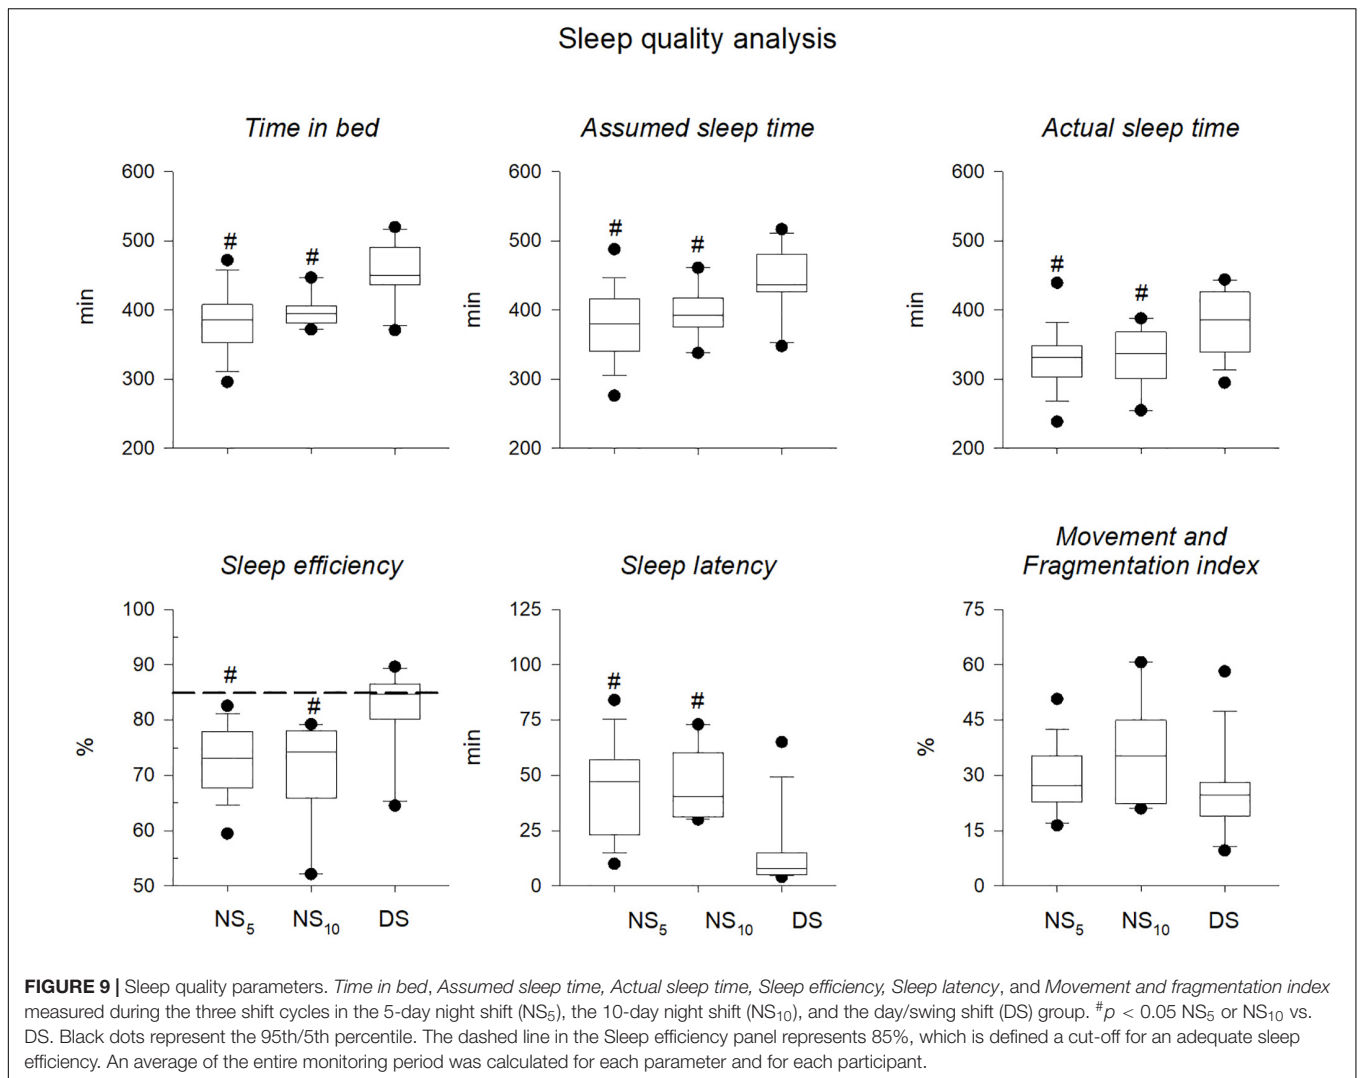 Sleep quality analysis
Time in bed
Assumed sleep time
Actual sleep time
600
500
400
300
200
min
#
#
600
500
400
300
200
min
#
#
600
500
400
300
200
#
#
Sleep efficiency
Sleep latency
Movement and
Fragmentation index
100
90
80
70
60
50
%
#
#
NS5
NS10
DS
125
100
75
50
25
0
min
#
#
NS5
NS10
DS
75
60
45
30
15
0
%
NS5
NS10
DS
FIGURE 9 | Sleep quality parameters. Time in bed, Assumed sleep time, Actual sleep time, Sleep efficiency, Sleep latency, and Movement and fragmentation index
measured during the three shift cycles in the 5-day night shift (NS5), the 10-day night shift (NS10), and the day/swing shift (DS) group. #p < 0.05 NS5 or NS10 vs.
DS. Black dots represent the 95th/5th percentile. The dashed line in the Sleep efficiency panel represents 85%, which is defined a cut-off for an adequate sleep
efficiency. An average of the entire monitoring period was calculated for each parameter and for each participant.